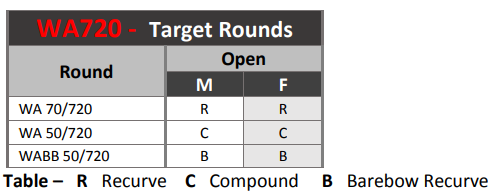 WA720 - Target Rounds
Round Open
M F
WA 70/720 R R
WA 50/720 C C
WABB 50/720 B B
Table – R Recurve C Compound B Barebow Recurve